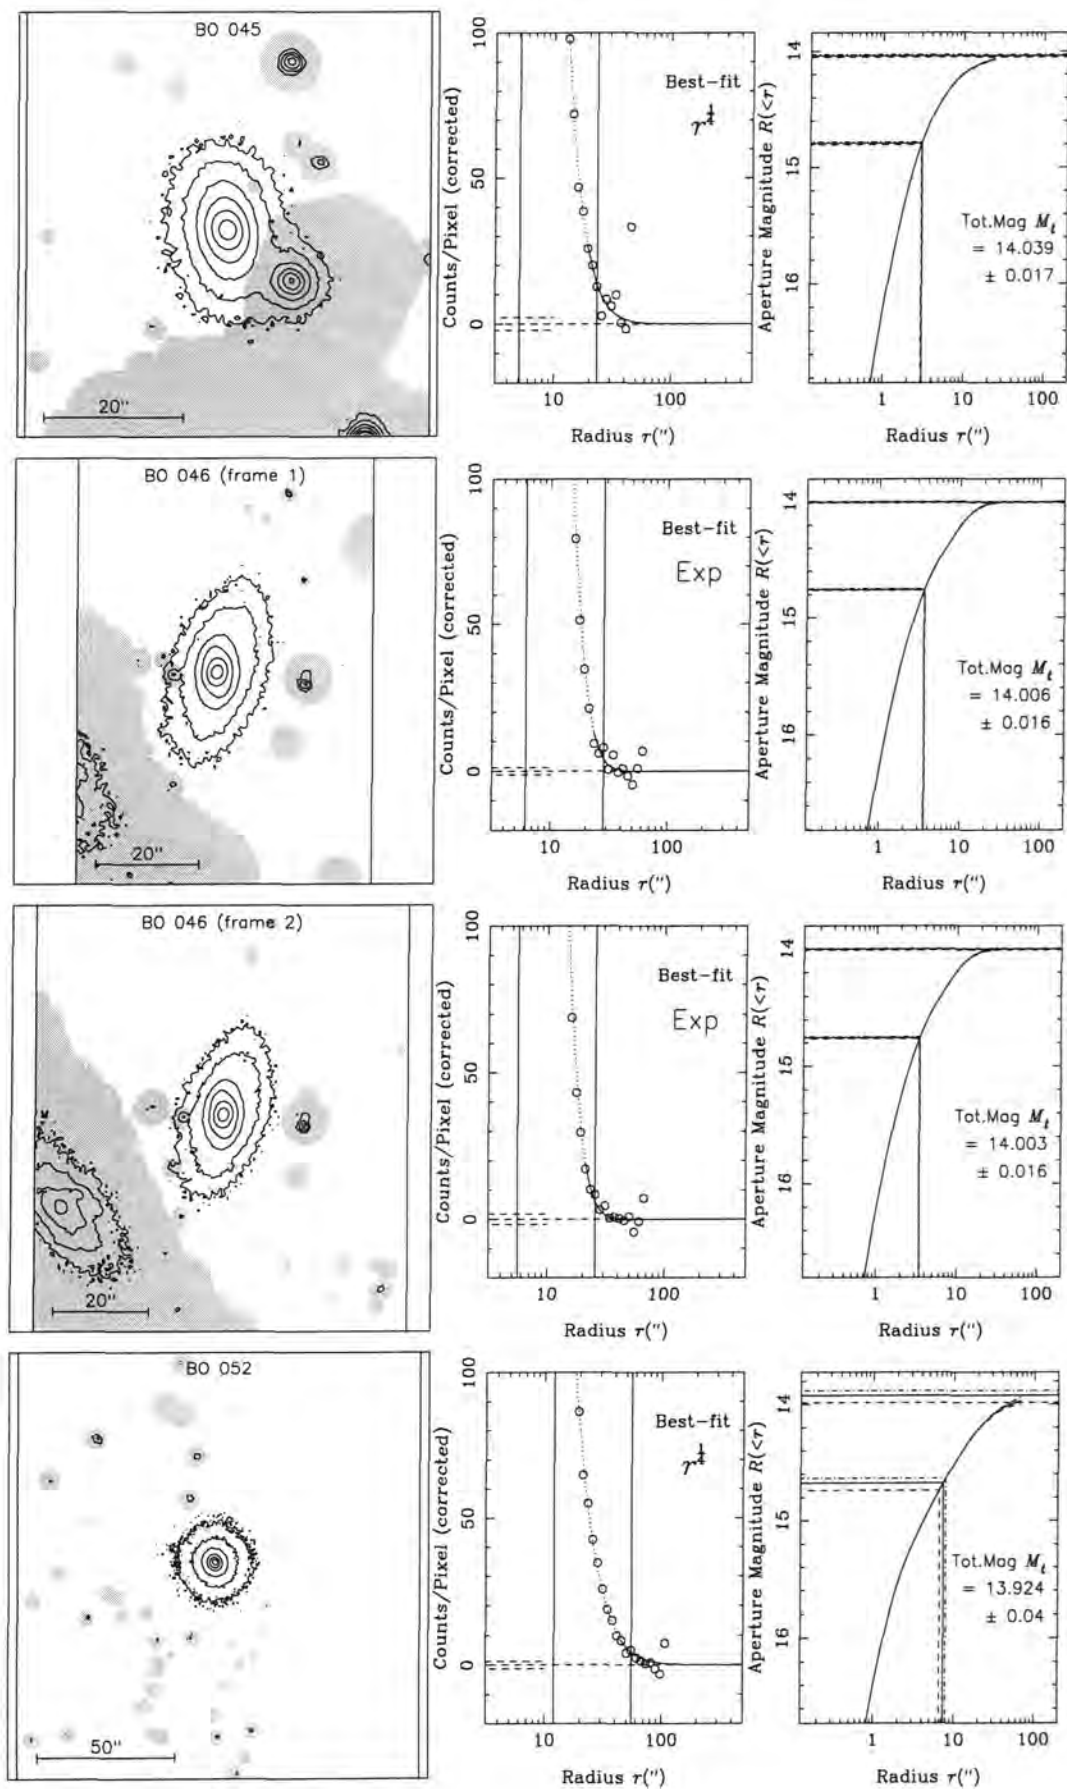 BO 045
20"
Counts/Pixel (corrected)
100
50
0
Best-fit
r^1/4
10
100
Radius r(")
Aperture Magnitude R(<r)
14
15
16
Tot.Mag M_t
= 14.039
± 0.017
1
10
100
Radius r(")
BO 046 (frame 1)
20"
Counts/Pixel (corrected)
100
50
0
Best-fit
Exp
10
100
Radius r(")
Aperture Magnitude R(<r)
14
15
16
Tot.Mag M_t
= 14.006
± 0.016
1
10
100
Radius r(")
BO 046 (frame 2)
20"
Counts/Pixel (corrected)
100
50
0
Best-fit
Exp
10
100
Radius r(")
Aperture Magnitude R(<r)
14
15
16
Tot.Mag M_t
= 14.003
± 0.016
1
10
100
Radius r(")
BO 052
50"
Counts/Pixel (corrected)
100
50
0
Best-fit
r^1/4
10
100
Radius r(")
Aperture Magnitude R(<r)
14
15
16
Tot.Mag M_t
= 13.924
± 0.04
1
10
100
Radius r(")